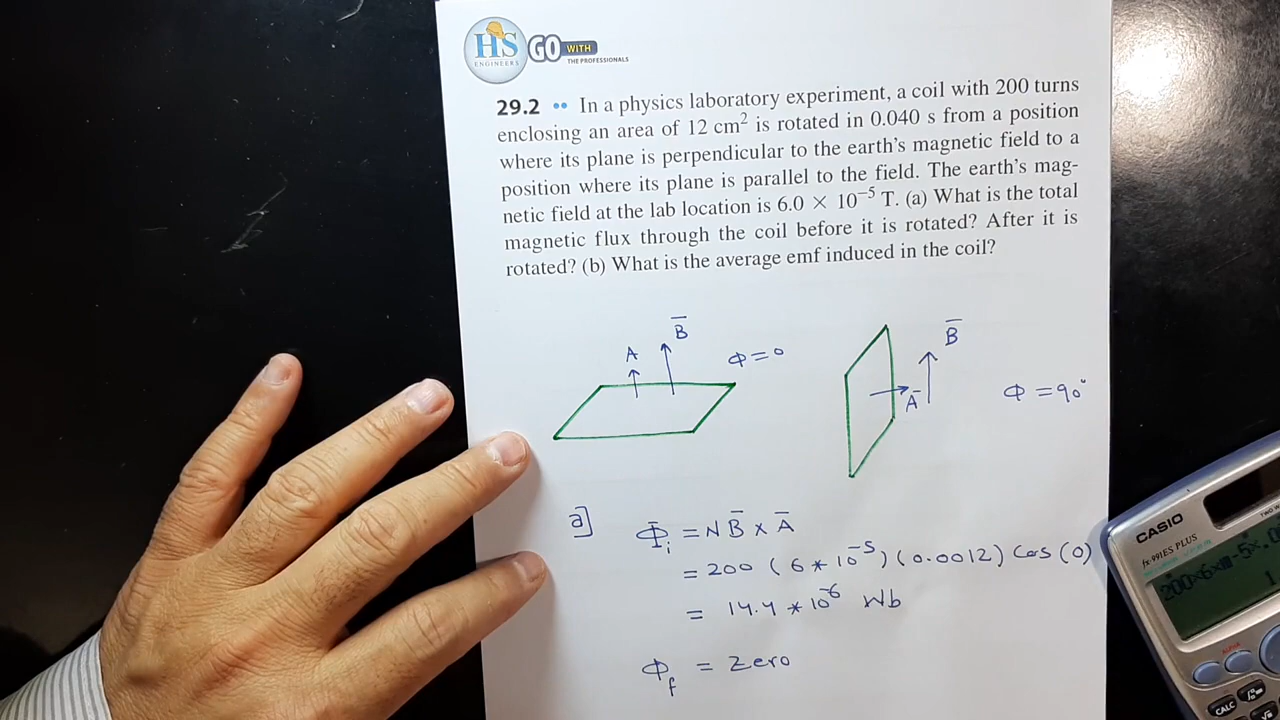 HS
ENGINEERS
GO WITH
THE PROFESSIONALS
29.2 •• In a physics laboratory experiment, a coil with 200 turns
enclosing an area of 12 cm² is rotated in 0.040 s from a position
where its plane is perpendicular to the earth's magnetic field to a
position where its plane is parallel to the field. The earth's mag-
netic field at the lab location is 6.0 × 10⁻⁵ T. (a) What is the total
magnetic flux through the coil before it is rotated? After it is
rotated? (b) What is the average emf induced in the coil?
A B̅ Φ = 0
B̅ A̅ Φ = 90°
a] Φ̅ᵢ = N B̅ × A̅
= 200 (6 * 10⁻⁵) (0.0012) Cos (0)
= 14.4 * 10⁻⁶ Wb
Φf = Zero
CASIO
fx-991ES PLUS
ALPHA
CALC